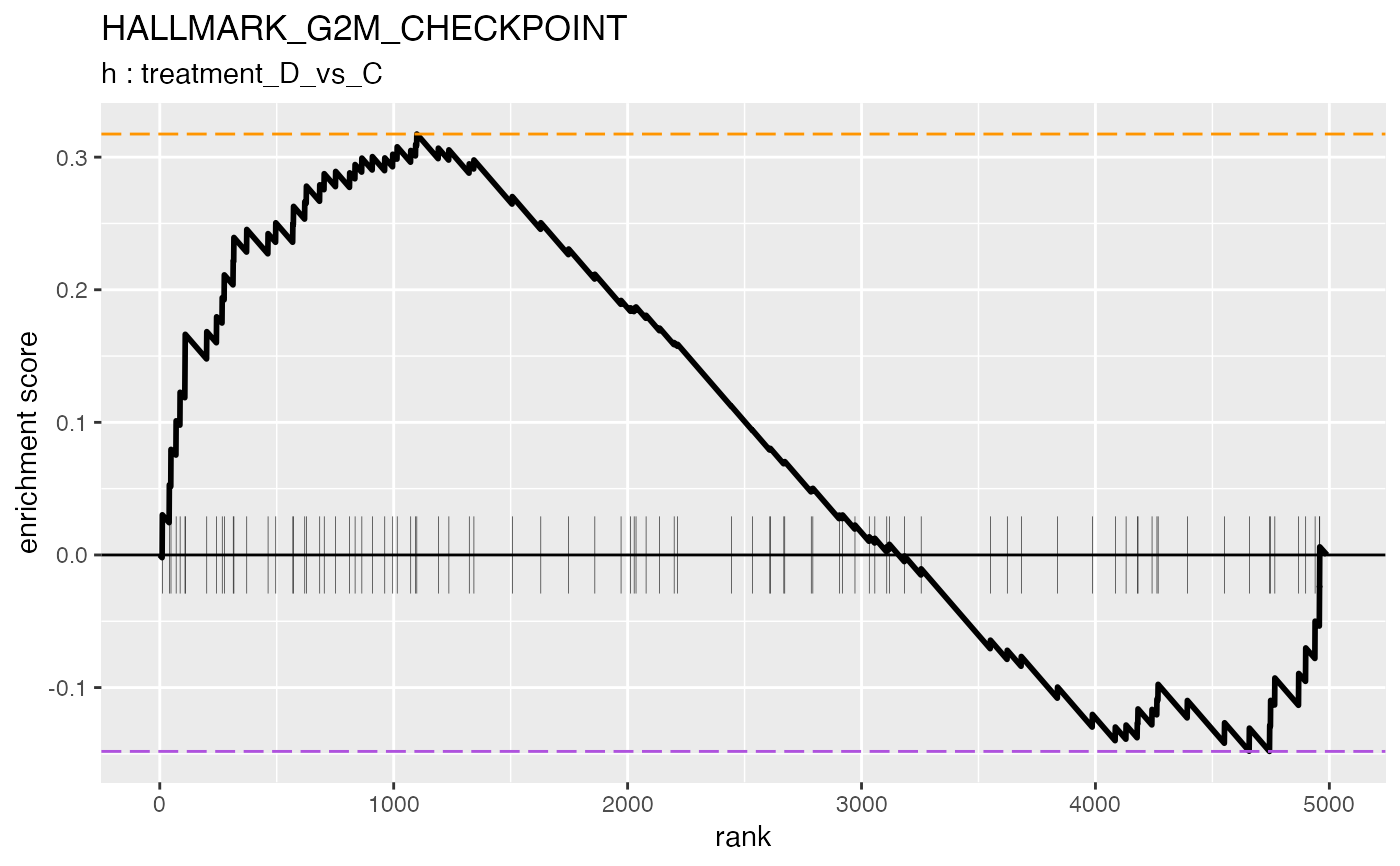 HALLMARK_G2M_CHECKPOINT
h : treatment_D_vs_C
enrichment score
0.3
0.2
0.1
0.0
-0.1
0 1000 2000 3000 4000 5000
rank